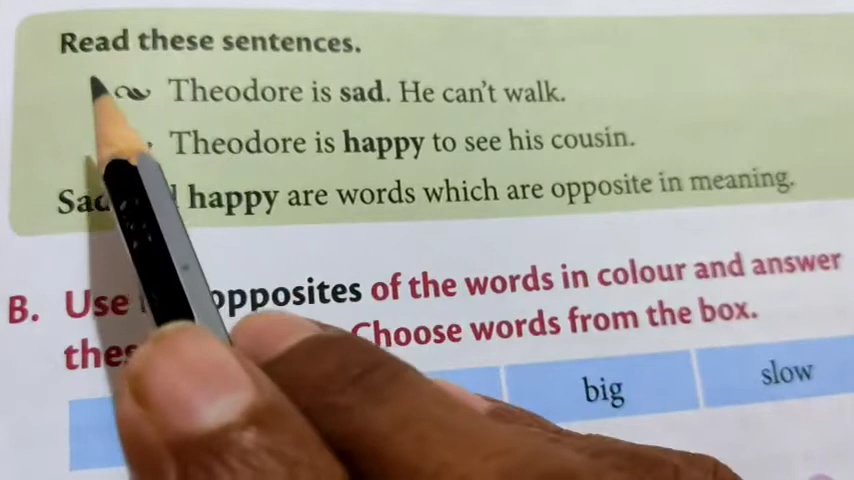 Read these sentences.
Theodore is sad. He can't walk.
Theodore is happy to see his cousin.
happy are words which are opposite in meaning.
B. Use opposites of the words in colour and answer
Choose words from the box.
big slow